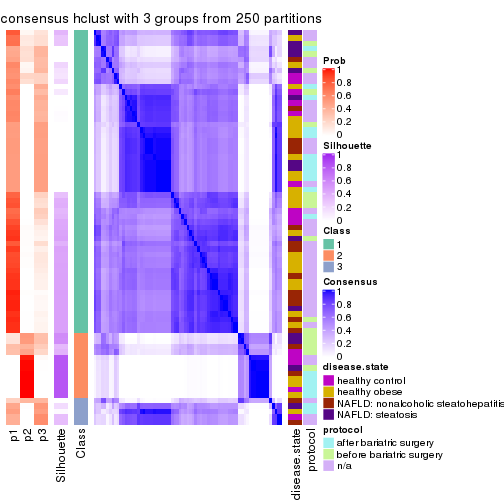 consensus hclust with 3 groups from 250 partitions
Prob
1
0.8
0.6
0.4
0.2
0
Silhouette
1
0.8
0.6
0.4
0.2
0
Class
1
2
3
Consensus
1
0.8
0.6
0.4
0.2
0
disease.state
healthy control
healthy obese
NAFLD: nonalcoholic steatohepatitis
NAFLD: steatosis
protocol
after bariatric surgery
before bariatric surgery
n/a
p1
p2
p3
Silhouette
Class
disease.state
protocol